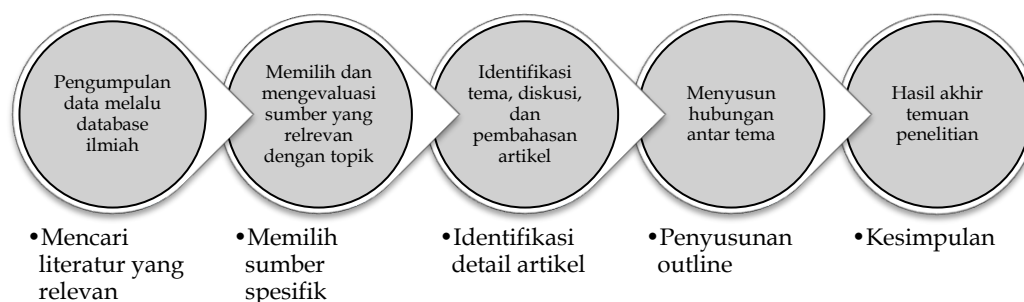 Pengumpulan
data melalu
database
ilmiah
Memilih dan
mengevaluasi
sumber yang
relrevan
dengan topik
Identifikasi
tema, diskusi,
dan
pembahasan
artikel
Menyusun
hubungan
antar tema
Hasil akhir
temuan
penelitian
•Mencari
literatur yang
relevan
•Memilih
sumber
spesifik
•Identifikasi
detail artikel
•Penyusunan
outline
•Kesimpulan